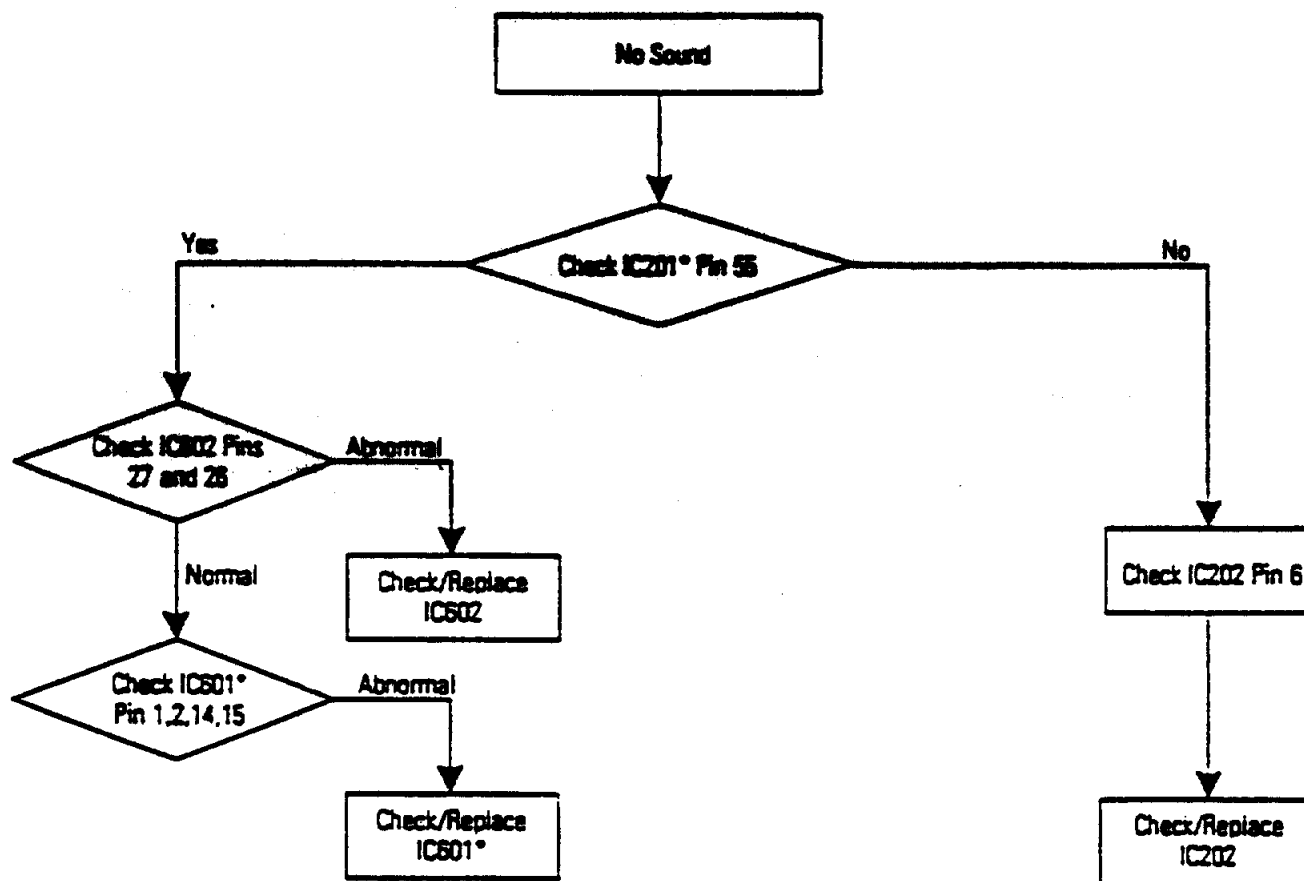 No Sound
Yes
Check IC201* Pin 55
No
Check IC602 Pins
27 and 28
Abnormal
Normal
Check/Replace
IC602
Check IC202 Pin 6
Check IC601*
Pin 1,2,14,15
Abnormal
Check/Replace
IC601*
Check/Replace
IC202